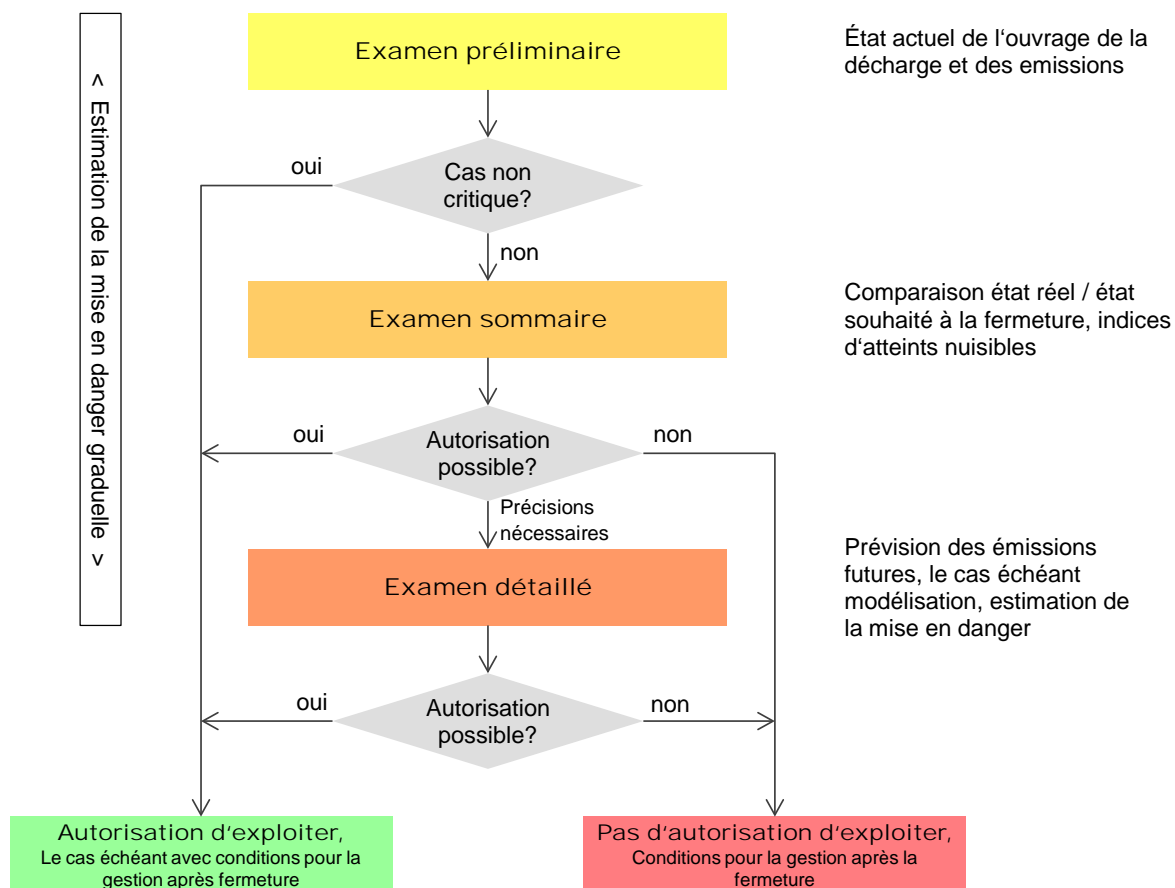 < Estimation de la mise en danger graduelle >
Examen préliminaire
État actuel de l‘ouvrage de la
décharge et des emissions
oui
Cas non
critique?
non
Examen sommaire
Comparaison état réel / état
souhaité à la fermeture, indices
d‘atteints nuisibles
oui
Autorisation
possible?
non
Précisions
nécessaires
Examen détaillé
Prévision des émissions
futures, le cas échéant
modélisation, estimation de
la mise en danger
oui
Autorisation
possible?
non
Autorisation d‘exploiter,
Le cas échéant avec conditions pour la
gestion après fermeture
Pas d‘autorisation d‘exploiter,
Conditions pour la gestion après la
fermeture